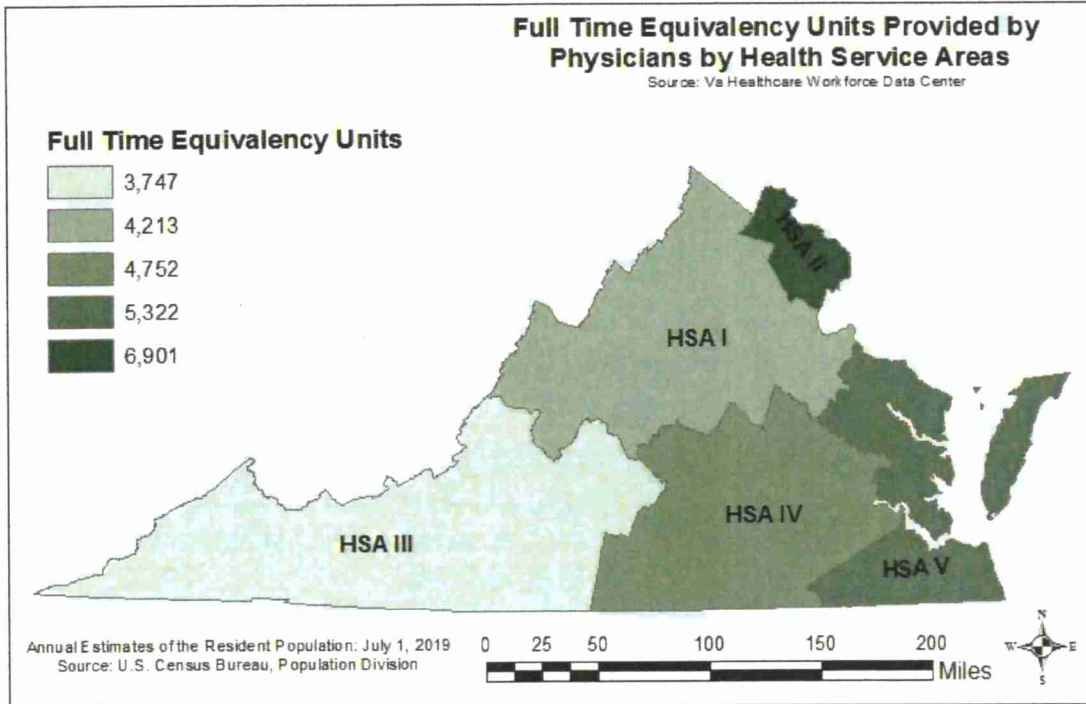 Full Time Equivalency Units Provided by
Physicians by Health Service Areas
Source: Va Healthcare Workforce Data Center
Full Time Equivalency Units
3,747
4,213
4,752
5,322
6,901
HSA II
HSA I
HSA IV
HSA III
HSA V
Annual Estimates of the Resident Population: July 1, 2019
Source: U.S. Census Bureau, Population Division
0 25 50 100 150 200
Miles
N
W E
S